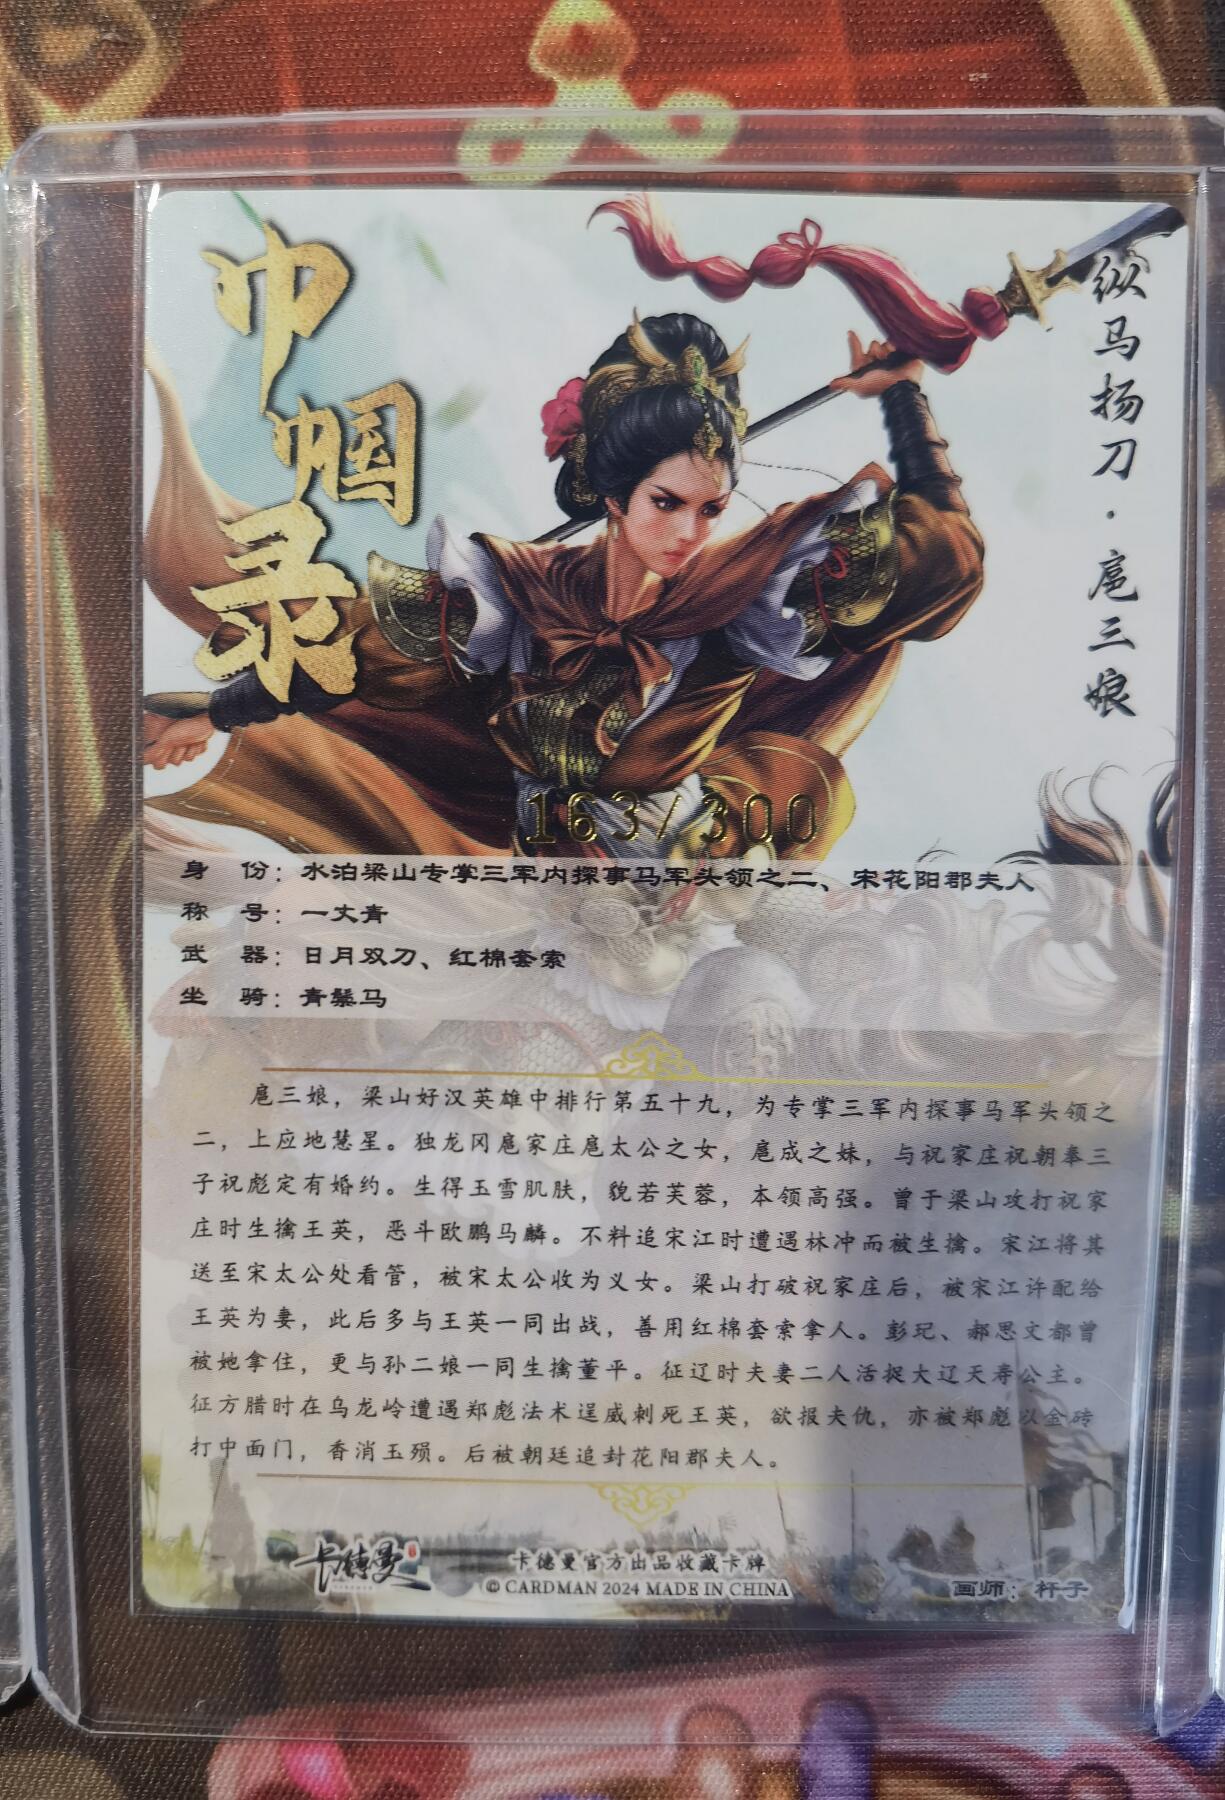 巾帼录
纵马扬刀·扈三娘
163/300
身 份：水泊梁山专掌三军内探事马军头领之二、宋花阳郡夫人
称 号：一丈青
武 器：日月双刀、红棉套索
坐 骑：青鬃马
扈三娘，梁山好汉英雄中排行第五十九，为专掌三军内探事马军头领之
二，上应地慧星。独龙冈扈家庄扈太公之女，扈成之妹，与祝家庄祝朝奉三
子祝彪定有婚约。生得玉雪肌肤，貌若芙蓉，本领高强。曾于梁山攻打祝家
庄时生擒王英，恶斗欧鹏马麟。不料追宋江时遭遇林冲而被生擒。宋江将其
送至宋太公处看管，被宋太公收为义女。梁山打破祝家庄后，被宋江许配给
王英为妻，此后多与王英一同出战，善用红棉套索拿人。彭玘、郝思文都曾
被她拿住，更与孙二娘一同生擒董平。征辽时夫妻二人活捉大辽天寿公主。
征方腊时在乌龙岭遭遇郑彪法术逞威刺死王英，欲报夫仇，亦被郑彪以金砖
打中面门，香消玉殒。后被朝廷追封花阳郡夫人。
卡德曼
卡德曼官方出品收藏卡牌
© CARDMAN 2024 MADE IN CHINA
画师：杆子